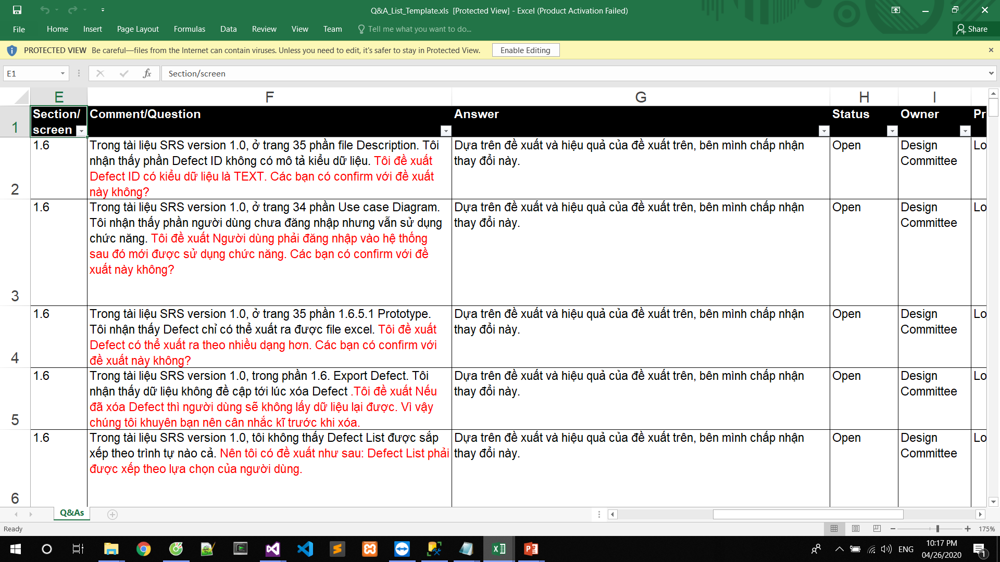 Q&A_List_Template.xls  [Protected View] - Excel (Product Activation Failed)
File Home Insert Page Layout Formulas Data Review View Team Tell me what you want to do... Share
PROTECTED VIEW Be careful—files from the Internet can contain viruses. Unless you need to edit, it's safer to stay in Protected View. Enable Editing
E1 fx Section/screen
E F G H I
1
Section/
screen
Comment/Question
Answer
Status
Owner
Pr
2
1.6
Trong tài liệu SRS version 1.0, ở trang 35 phần file Description. Tôi
nhận thấy phần Defect ID không có mô tả kiểu dữ liệu. Tôi đề xuất
Defect ID có kiểu dữ liệu là TEXT. Các bạn có confirm với đề xuất
này không?
Dựa trên đề xuất và hiệu quả của đề xuất trên, bên mình chấp nhận
thay đổi này.
Open
Design
Committee
Lo
3
1.6
Trong tài liệu SRS version 1.0, ở trang 34 phần Use case Diagram.
Tôi nhận thấy phần người dùng chưa đăng nhập nhưng vẫn sử dụng
chức năng. Tôi đề xuất Người dùng phải đăng nhập vào hệ thống
sau đó mới được sử dụng chức năng. Các bạn có confirm với đề
xuất này không?
Dựa trên đề xuất và hiệu quả của đề xuất trên, bên mình chấp nhận
thay đổi này.
Open
Design
Committee
Lo
4
1.6
Trong tài liệu SRS version 1.0, ở trang 35 phần 1.6.5.1 Prototype.
Tôi nhận thấy Defect chỉ có thể xuất ra được file excel. Tôi đề xuất
Defect có thể xuất ra theo nhiều dạng hơn. Các bạn có confirm với
đề xuất này không?
Dựa trên đề xuất và hiệu quả của đề xuất trên, bên mình chấp nhận
thay đổi này.
Open
Design
Committee
Lo
5
1.6
Trong tài liệu SRS version 1.0, trong phần 1.6. Export Defect. Tôi
nhận thấy dữ liệu không đề cập tới lúc xóa Defect .Tôi đề xuất Nếu
đã xóa Defect thì người dùng sẽ không lấy dữ liệu lại được. Vì vậy
chúng tôi khuyên bạn nên cân nhắc kĩ trước khi xóa.
Dựa trên đề xuất và hiệu quả của đề xuất trên, bên mình chấp nhận
thay đổi này.
Open
Design
Committee
Lo
6
1.6
Trong tài liệu SRS version 1.0, tôi không thấy Defect List được sắp
xếp theo trình tự nào cả. Nên tôi có đề xuất như sau: Defect List phải
được xếp theo lựa chọn của người dùng.
Dựa trên đề xuất và hiệu quả của đề xuất trên, bên mình chấp nhận
thay đổi này.
Open
Design
Committee
Lo
Q&As
Ready
175%
ENG
10:17 PM
04/26/2020
1